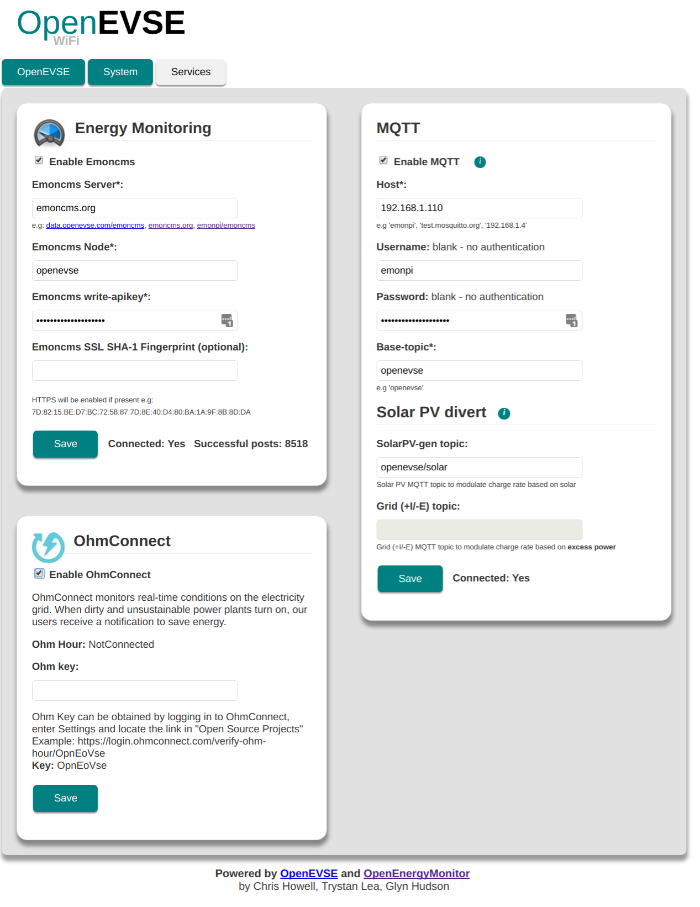 OpenEVSE
WiFi
OpenEVSE System Services
Energy Monitoring
Enable Emoncms
Emoncms Server*:
emoncms.org
e.g: data.openevse.com/emoncms, emoncms.org, emonpi/emoncms
Emoncms Node*:
openevse
Emoncms write-apikey*:
••••••••••••••••••••
Emoncms SSL SHA-1 Fingerprint (optional):
HTTPS will be enabled if present e.g:
7D:82:15:BE:D7:BC:72:58:87:7D:8E:40:D4:80:BA:1A:9F:8B:8D:DA
Save Connected: Yes Successful posts: 8518
OhmConnect
Enable OhmConnect
OhmConnect monitors real-time conditions on the electricity
grid. When dirty and unsustainable power plants turn on, our
users receive a notification to save energy.
Ohm Hour: NotConnected
Ohm key:
Ohm Key can be obtained by logging in to OhmConnect,
enter Settings and locate the link in "Open Source Projects"
Example: https://login.ohmconnect.com/verify-ohm-
hour/OpnEoVse
Key: OpnEoVse
Save
MQTT
Enable MQTT
Host*:
192.168.1.110
e.g 'emonpi', 'test.mosquitto.org', '192.168.1.4'
Username: blank - no authentication
emonpi
Password: blank - no authentication
••••••••••••••••••••
Base-topic*:
openevse
e.g 'openevse'
Solar PV divert
SolarPV-gen topic:
openevse/solar
Solar PV MQTT topic to modulate charge rate based on solar
Grid (+I/-E) topic:
Grid (+I/-E) MQTT topic to modulate charge rate based on excess power
Save Connected: Yes
Powered by OpenEVSE and OpenEnergyMonitor
by Chris Howell, Trystan Lea, Glyn Hudson